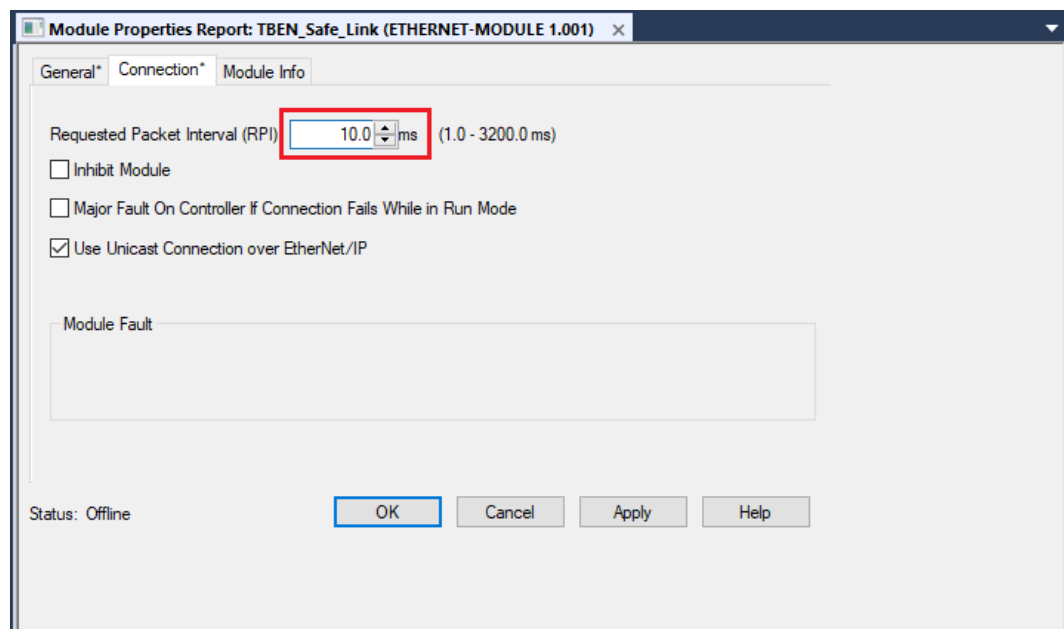 Module Properties Report: TBEN_Safe_Link (ETHERNET-MODULE 1.001)
General* Connection* Module Info
Requested Packet Interval (RPI) 10.0 ms (1.0 - 3200.0 ms)
Inhibit Module
Major Fault On Controller If Connection Fails While in Run Mode
Use Unicast Connection over EtherNet/IP
Module Fault
Status: Offline OK Cancel Apply Help